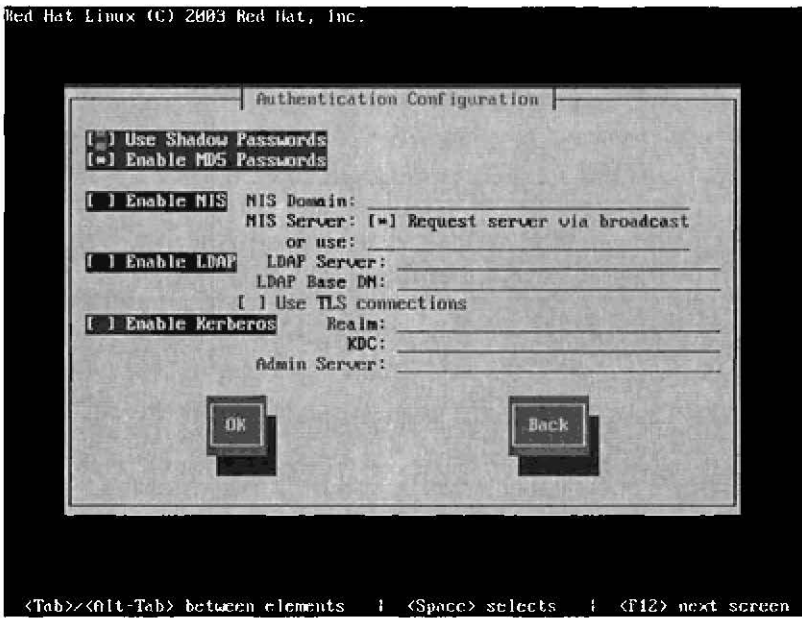 Red Hat Linux (C) 2003 Red Hat, Inc.
Authentication Configuration
[*] Use Shadow Passwords
[*] Enable MD5 Passwords
[ ] Enable NIS NIS Domain:
NIS Server: [*] Request server via broadcast
or use:
[ ] Enable LDAP LDAP Server:
LDAP Base DN:
[ ] Use TLS connections
[ ] Enable Kerberos Realm:
KDC:
Admin Server:
OK Back
<Tab>/<Alt-Tab> between elements | <Space> selects | <F12> next screen